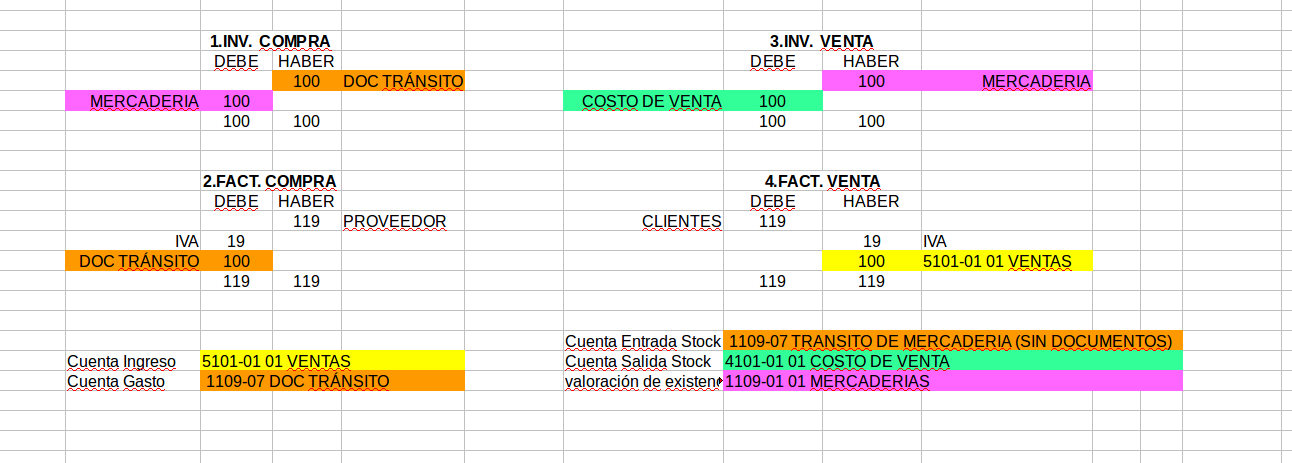 1.INV. COMPRA
DEBE HABER
100 DOC TRÁNSITO
MERCADERIA 100
100 100
3.INV. VENTA
DEBE HABER
100 MERCADERIA
COSTO DE VENTA 100
100 100
2.FACT. COMPRA
DEBE HABER
119 PROVEEDOR
IVA 19
DOC TRÁNSITO 100
119 119
4.FACT. VENTA
DEBE HABER
CLIENTES 119
19 IVA
100 5101-01 01 VENTAS
119 119
Cuenta Ingreso 5101-01 01 VENTAS
Cuenta Gasto 1109-07 DOC TRÁNSITO
Cuenta Entrada Stock 1109-07 TRANSITO DE MERCADERIA (SIN DOCUMENTOS)
Cuenta Salida Stock 4101-01 01 COSTO DE VENTA
valoración de existen 1109-01 01 MERCADERIAS